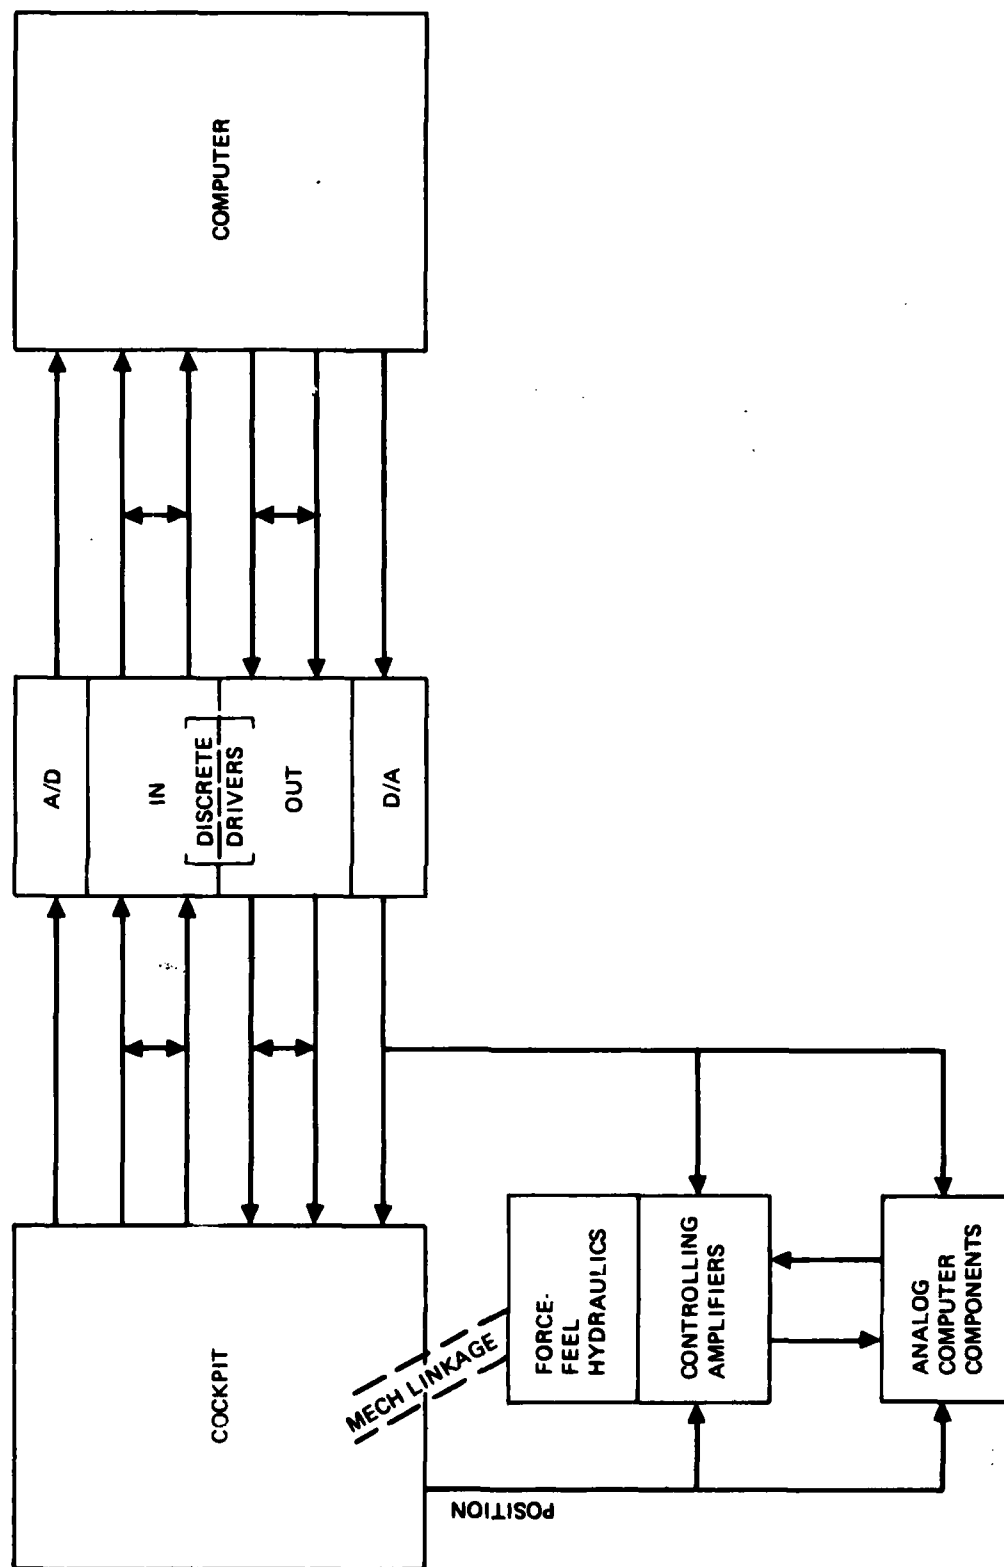 COCKPIT
A/D
IN
DISCRETE
DRIVERS
OUT
D/A
COMPUTER
MECH LINKAGE
POSITION
FORCE-
FEEL
HYDRAULICS
CONTROLLING
AMPLIFIERS
ANALOG
COMPUTER
COMPONENTS